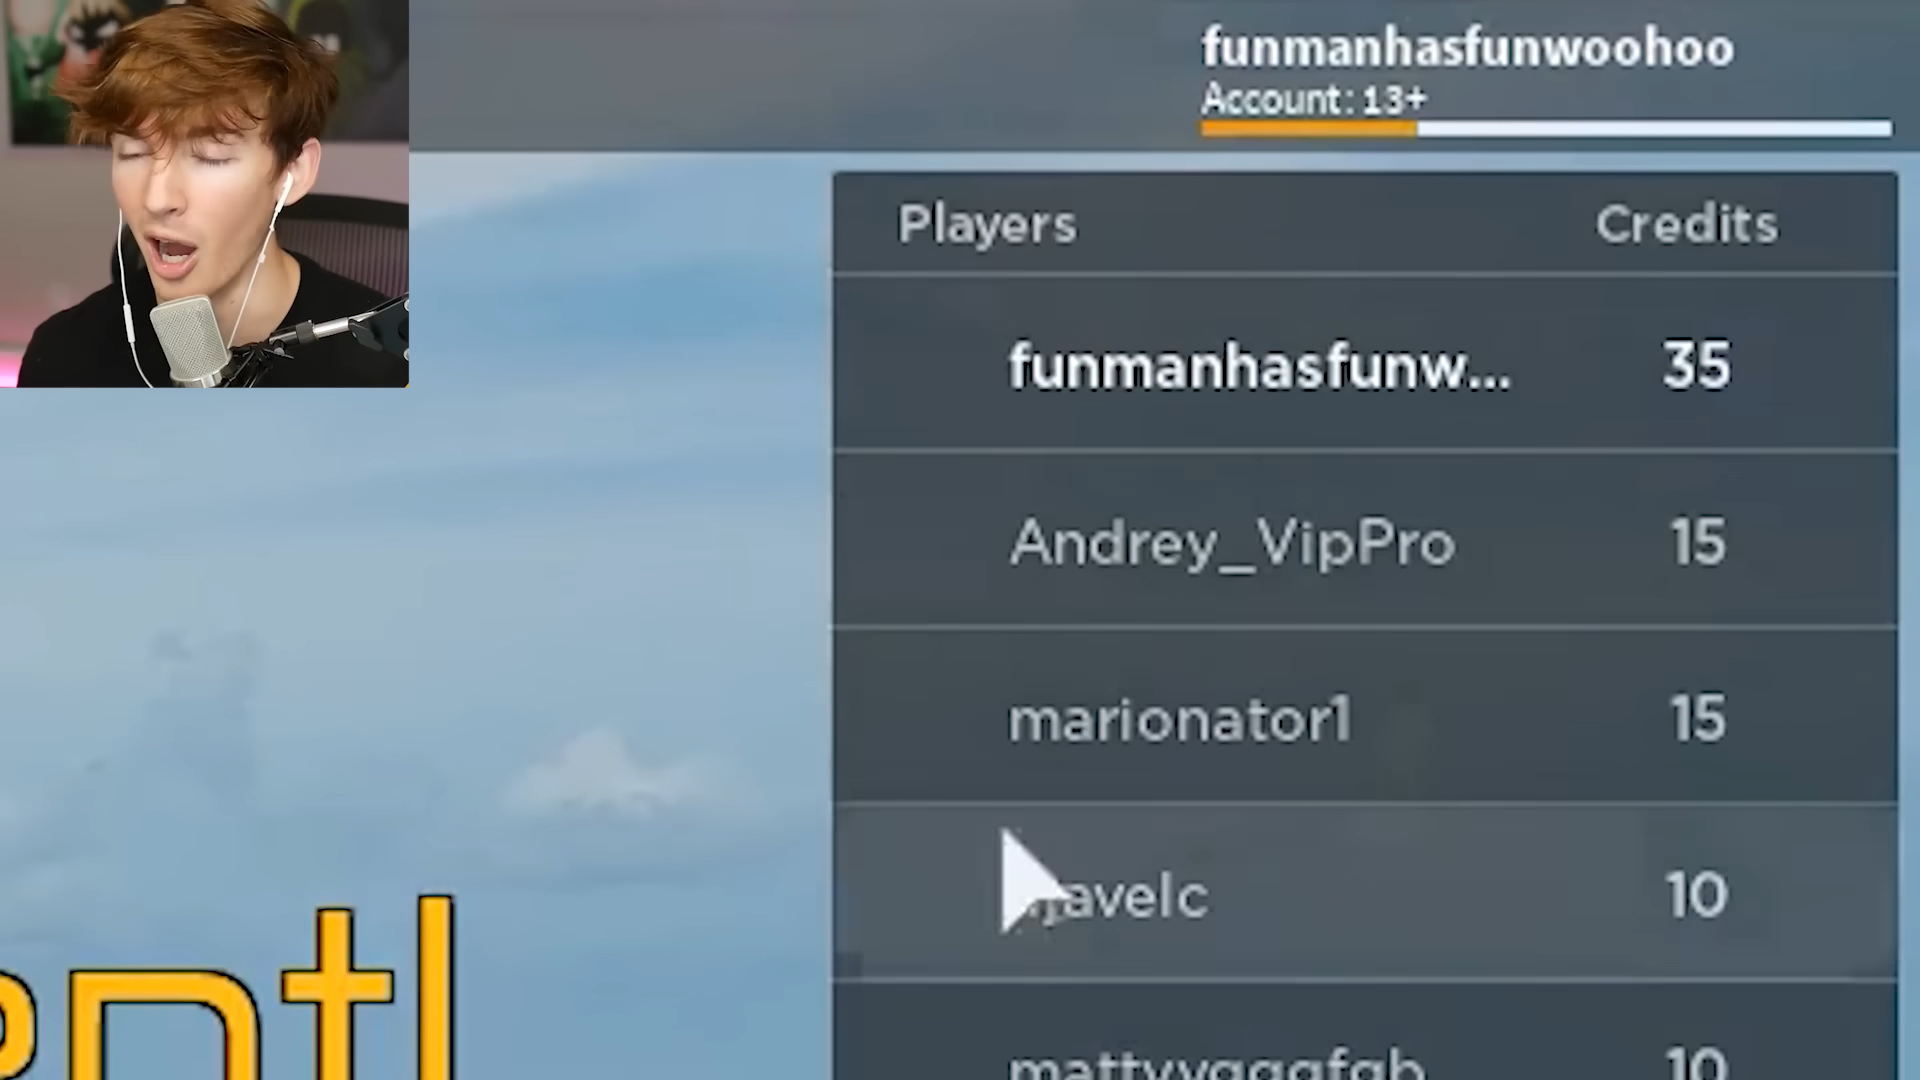 funmanhasfunwoohoo
Account: 13+
Players Credits
funmanhasfunw... 35
Andrey_VipPro 15
marionator1 15
10
10